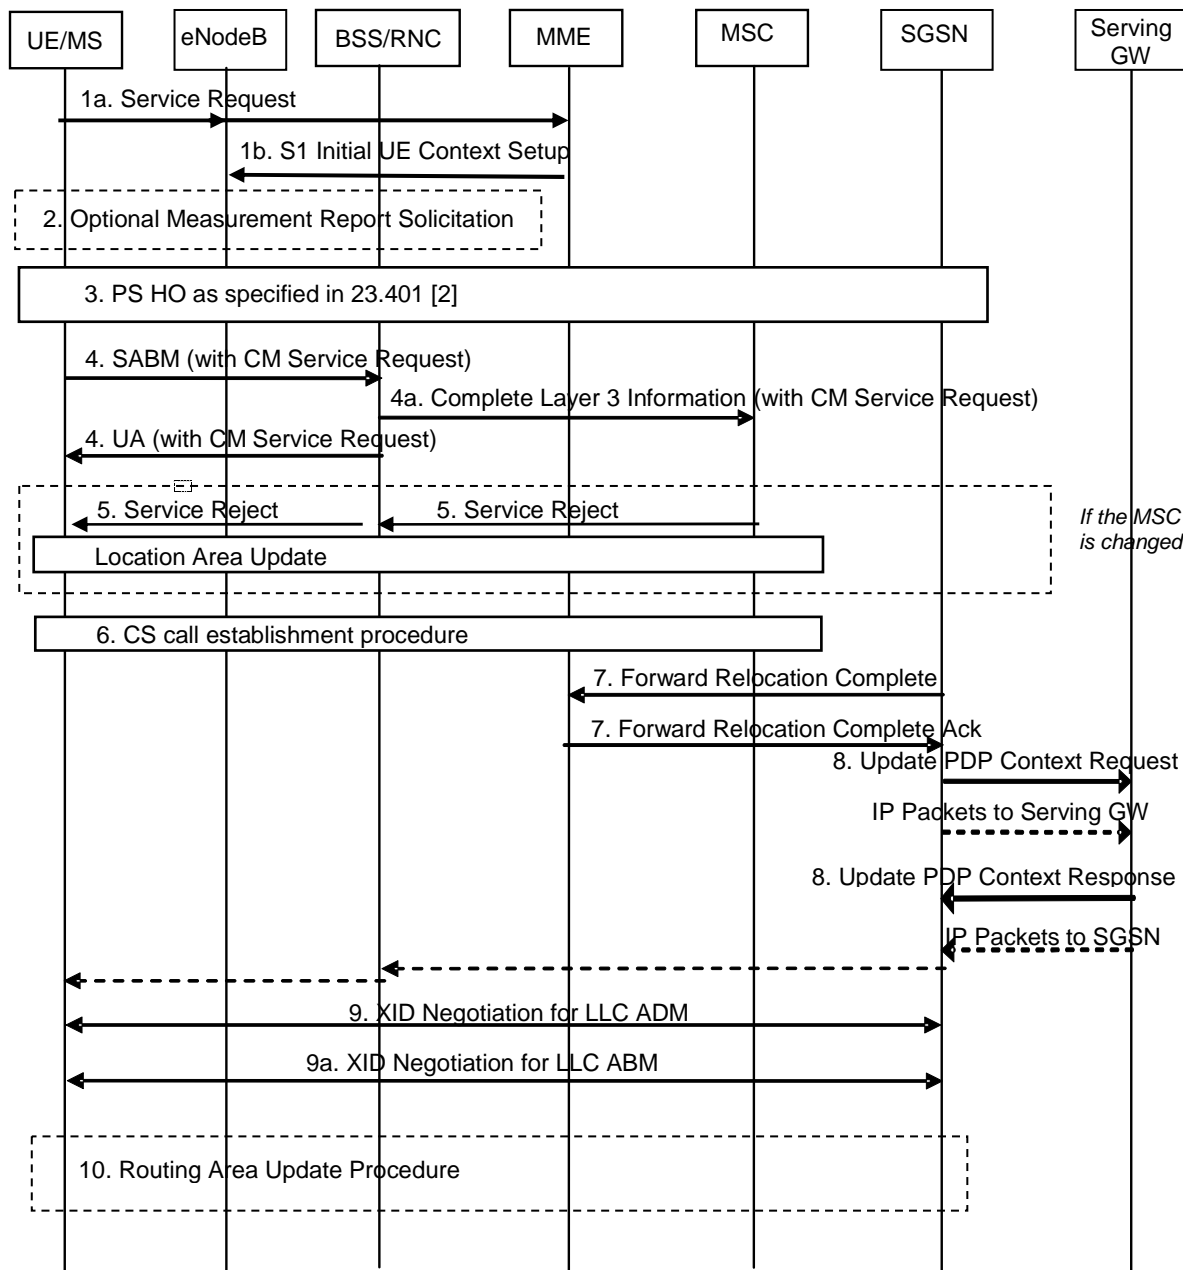 UE/MS
eNodeB
BSS/RNC
MME
MSC
SGSN
Serving
GW
1a. Service Request
1b. S1 Initial UE Context Setup
2. Optional Measurement Report Solicitation
3. PS HO as specified in 23.401 [2]
4. SABM (with CM Service Request)
4a. Complete Layer 3 Information (with CM Service Request)
4. UA (with CM Service Request)
5. Service Reject
5. Service Reject
If the MSC
is changed
Location Area Update
6. CS call establishment procedure
7. Forward Relocation Complete
7. Forward Relocation Complete Ack
8. Update PDP Context Request
IP Packets to Serving GW
8. Update PDP Context Response
IP Packets to SGSN
9. XID Negotiation for LLC ADM
9a. XID Negotiation for LLC ABM
10. Routing Area Update Procedure